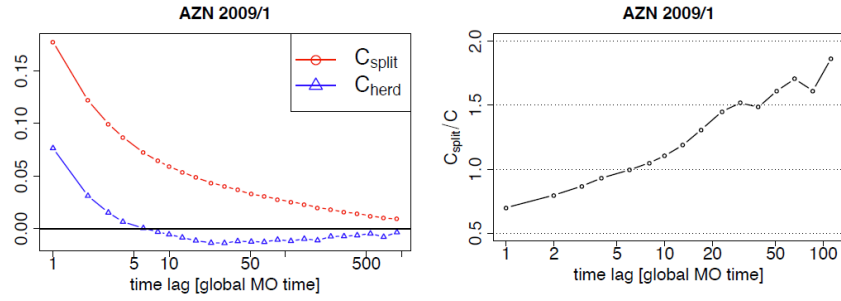 AZN 2009/1
C_split
C_herd
0.00 0.05 0.10 0.15
1 5 10 50 500
time lag [global MO time]
AZN 2009/1
C_split/C
0.5 1.0 1.5 2.0
1 2 5 10 20 50 100
time lag [global MO time]